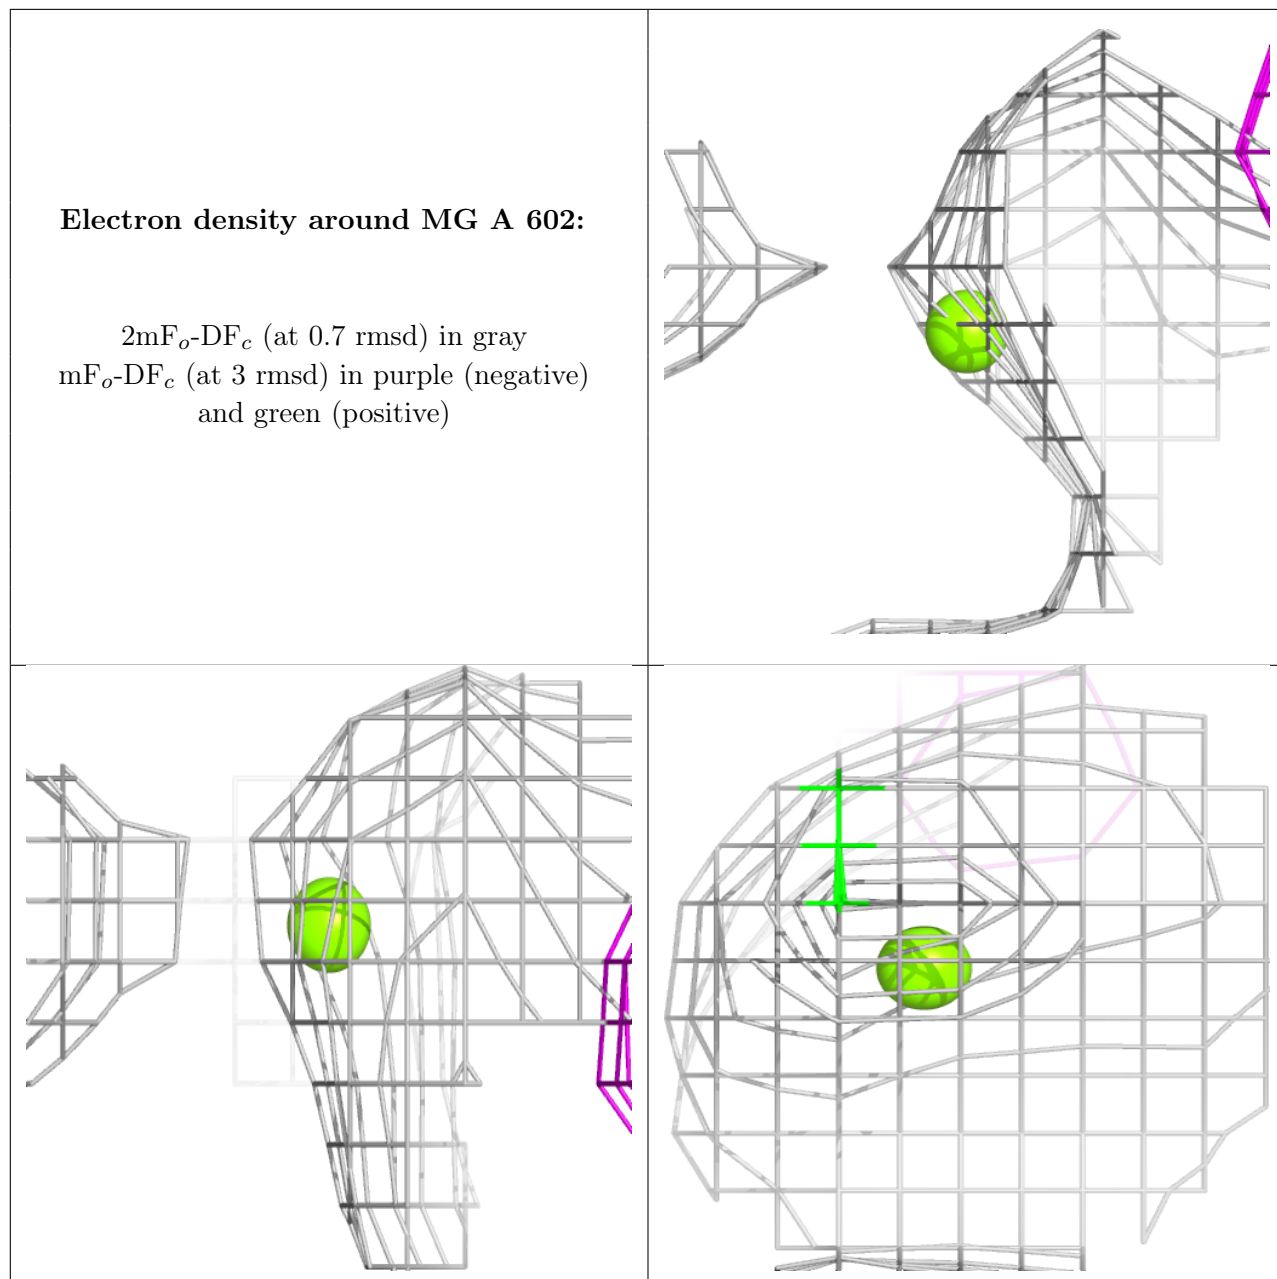 Electron density around MG A 602:
2mFo-DFc (at 0.7 rmsd) in gray
mFo-DFc (at 3 rmsd) in purple (negative)
and green (positive)